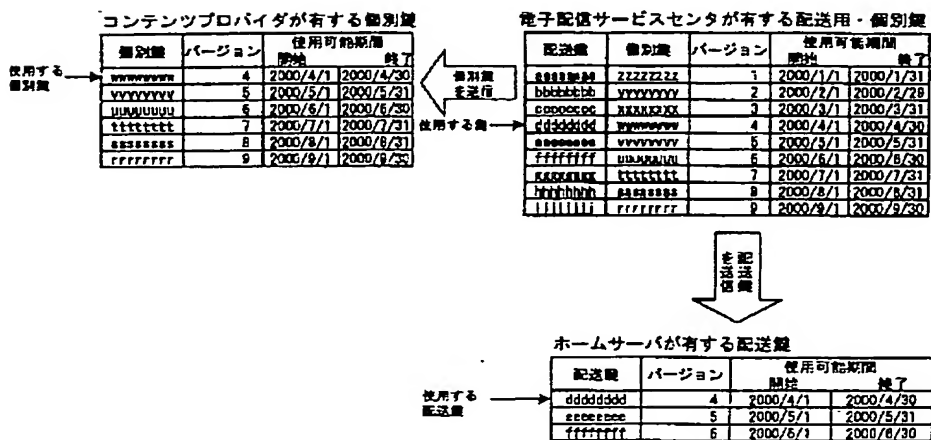 コンテンツプロバイダが有する個別鍵
個別鍵 バージョン 使用可能期間
開始 終了
使用する個別鍵
wwwwwwww 4 2000/4/1 2000/4/30
vvvvvvvv 5 2000/5/1 2000/5/31
uuuuuuuu 6 2000/6/1 2000/6/30
tttttttt 7 2000/7/1 2000/7/31
ssssssss 8 2000/8/1 2000/8/31
rrrrrrrr 9 2000/9/1 2000/9/30
個別鍵を送信
電子配信サービスセンタが有する配送用・個別鍵
配送鍵 個別鍵 バージョン 使用可能期間
開始 終了
aaaaaaaa zzzzzzzz 1 2000/1/1 2000/1/31
bbbbbbbb yyyyyyyy 2 2000/2/1 2000/2/29
cccccccc xxxxxxxx 3 2000/3/1 2000/3/31
使用する鍵
dddddddd wwwwwwww 4 2000/4/1 2000/4/30
eeeeeeee vvvvvvvv 5 2000/5/1 2000/5/31
ffffffff uuuuuuuu 6 2000/6/1 2000/6/30
gggggggg tttttttt 7 2000/7/1 2000/7/31
hhhhhhhh ssssssss 8 2000/8/1 2000/8/31
rrrrrrrr 9 2000/9/1 2000/9/30
配送鍵を送信
ホームサーバが有する配送鍵
配送鍵 バージョン 使用可能期間
開始 終了
使用する配送鍵
dddddddd 4 2000/4/1 2000/4/30
eeeeeeee 5 2000/5/1 2000/5/31
ffffffff 6 2000/6/1 2000/6/30